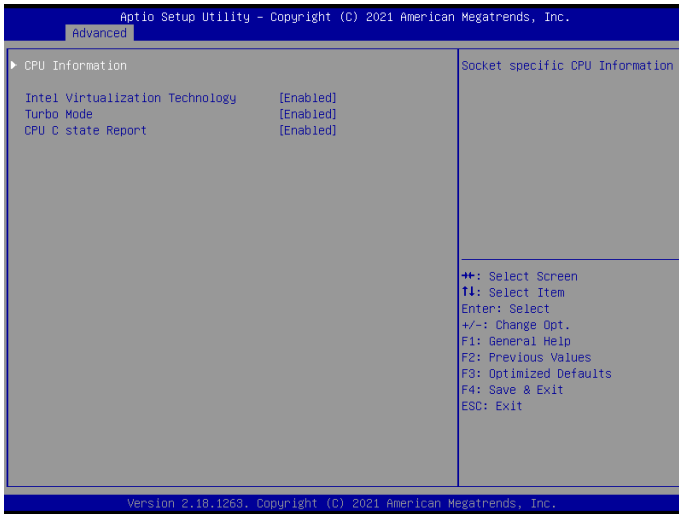 Aptio Setup Utility – Copyright (C) 2021 American Megatrends, Inc.
Advanced
CPU Information
Intel Virtualization Technology [Enabled]
Turbo Mode [Enabled]
CPU C state Report [Enabled]
Socket specific CPU Information
→←: Select Screen
↑↓: Select Item
Enter: Select
+/-: Change Opt.
F1: General Help
F2: Previous Values
F3: Optimized Defaults
F4: Save & Exit
ESC: Exit
Version 2.18.1263. Copyright (C) 2021 American Megatrends, Inc.